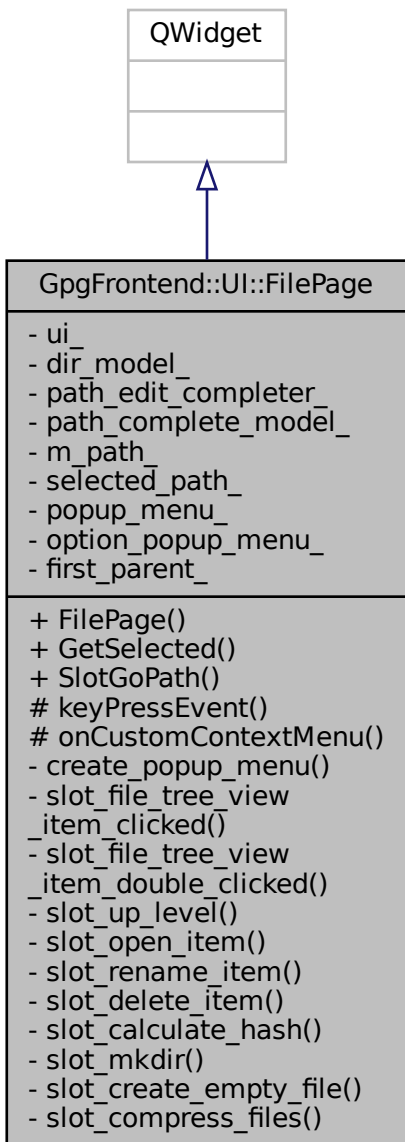 QWidget
GpgFrontend::UI::FilePage
- ui_
- dir_model_
- path_edit_completer_
- path_complete_model_
- m_path_
- selected_path_
- popup_menu_
- option_popup_menu_
- first_parent_
+ FilePage()
+ GetSelected()
+ SlotGoPath()
# keyPressEvent()
# onCustomContextMenu()
- create_popup_menu()
- slot_file_tree_view
_item_clicked()
- slot_file_tree_view
_item_double_clicked()
- slot_up_level()
- slot_open_item()
- slot_rename_item()
- slot_delete_item()
- slot_calculate_hash()
- slot_mkdir()
- slot_create_empty_file()
- slot_compress_files()